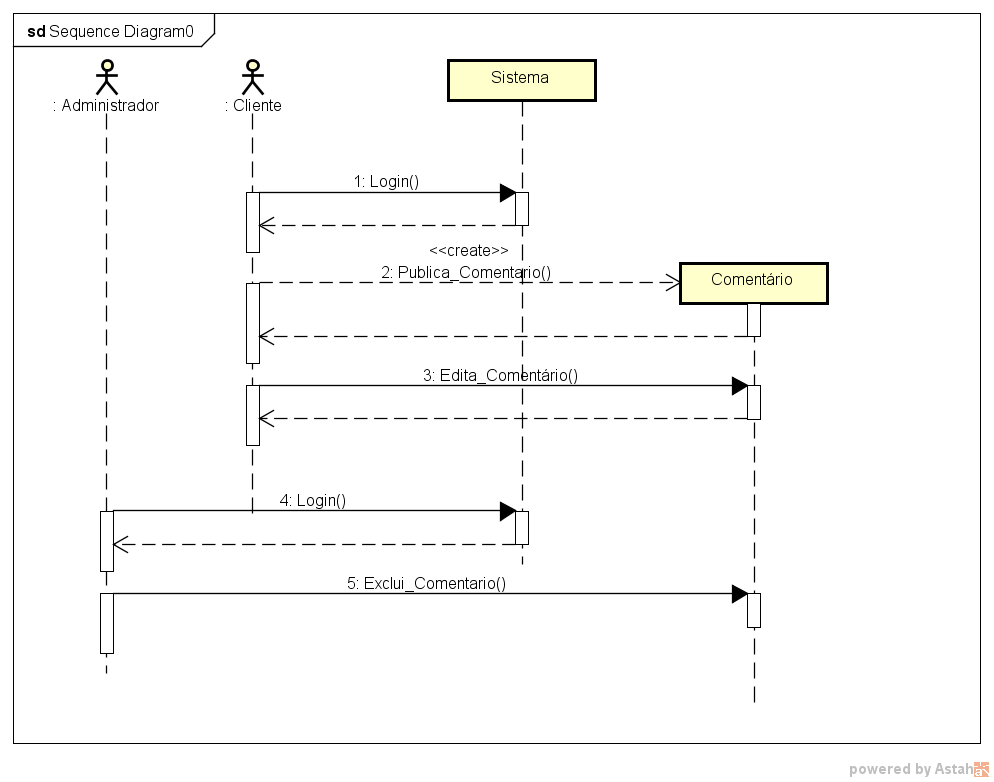 sd Sequence Diagram0
: Administrador
: Cliente
Sistema
1: Login()
<<create>>
2: Publica_Comentario()
Comentário
3: Edita_Comentário()
4: Login()
5: Exclui_Comentario()
powered by Astah